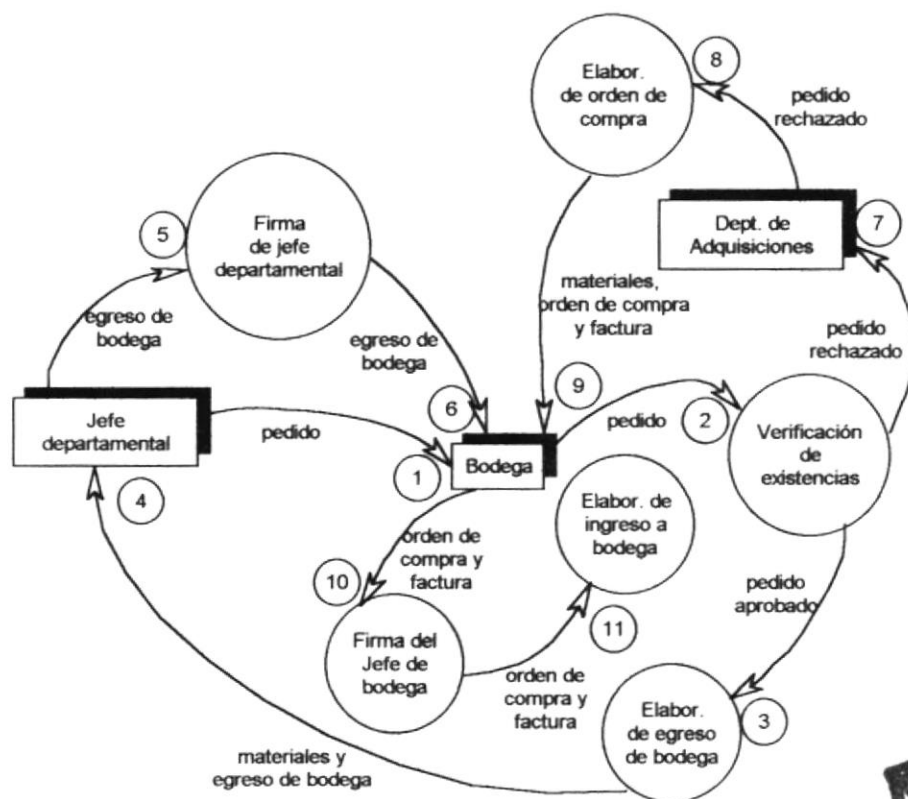 8
Elabor.
de orden de
compra
pedido
rechazado
5
Firma
de jefe
departamental
Dept. de
Adquisiciones
7
materiales,
orden de compra
y factura
egreso de
bodega
egreso de
bodega
pedido
rechazado
9
6
2
Jefe
departamental
pedido
pedido
Verificación
de
existencias
1
Bodega
4
Elabor. de
ingreso a
bodega
orden de
compra y
factura
10
pedido
aprobado
11
Firma del
Jefe de
bodega
orden de
compra y
factura
Elabor.
de egreso
de bodega
3
materiales y
egreso de bodega